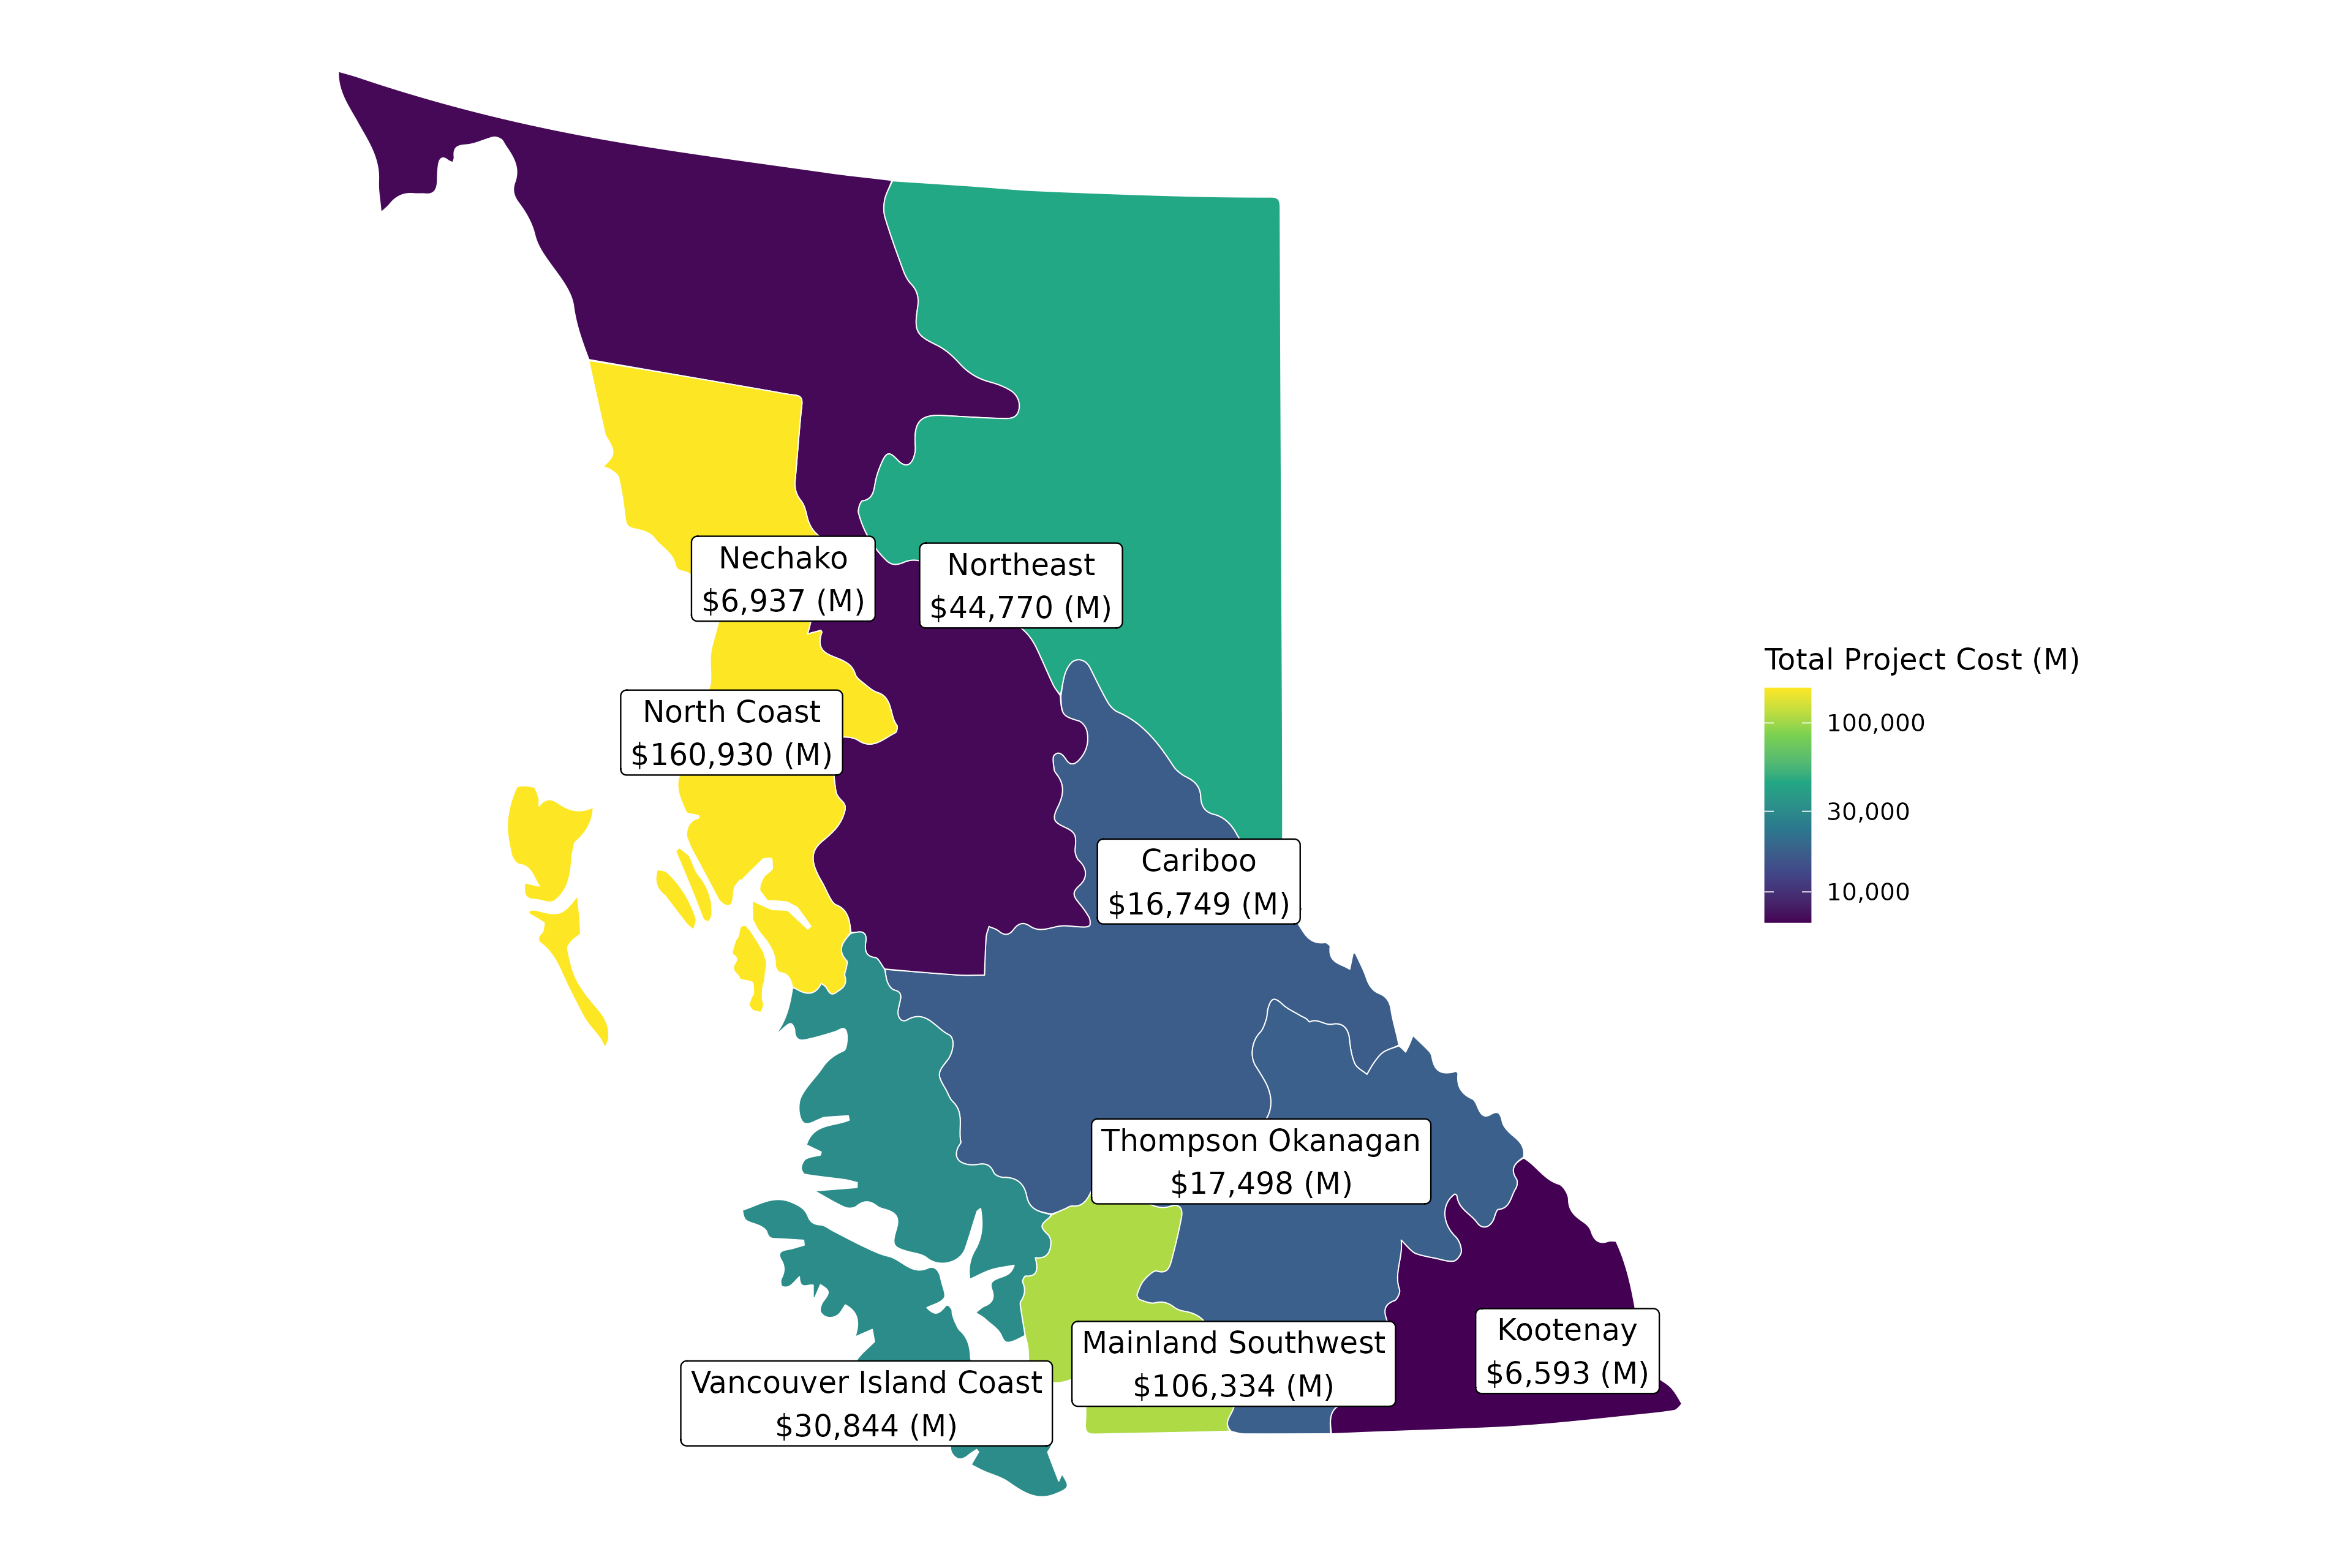 Nechako
$6,937 (M)
Northeast
$44,770 (M)
North Coast
$160,930 (M)
Cariboo
$16,749 (M)
Thompson Okanagan
$17,498 (M)
Mainland Southwest
$106,334 (M)
Kootenay
$6,593 (M)
Vancouver Island Coast
$30,844 (M)
Total Project Cost (M)
100,000
30,000
10,000